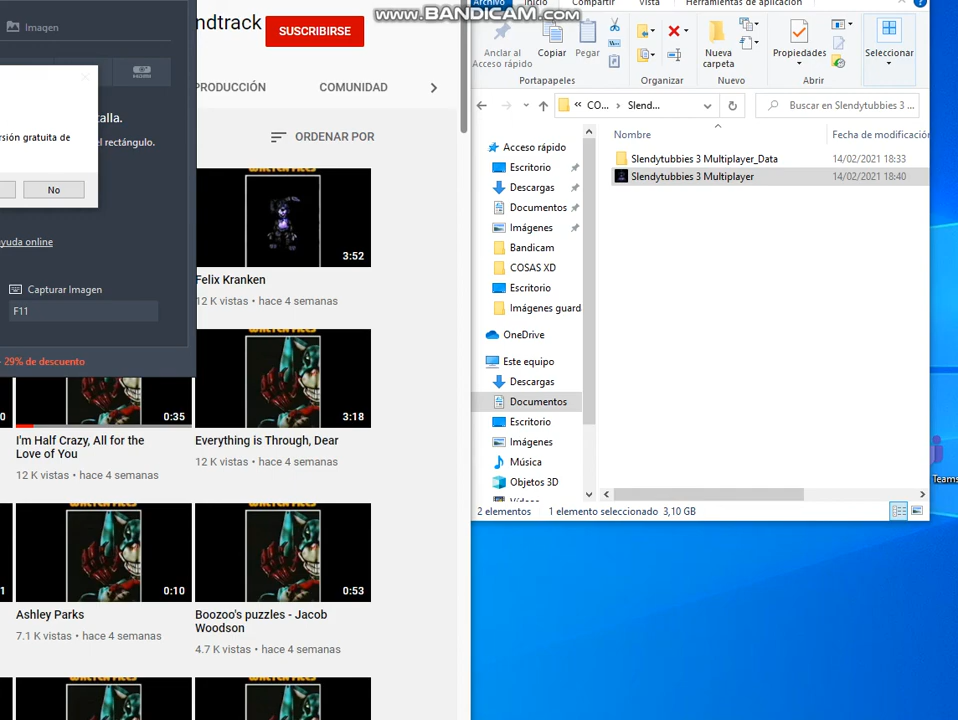 www.BANDICAM.com
Imagen
HDMI
talla.
el rectángulo.
rsión gratuita de
No
ayuda online
Capturar Imagen
F11
- 29% de descuento
ndtrack
SUSCRIBIRSE
PRODUCCIÓN
COMUNIDAD
ORDENAR POR
3:52
Felix Kranken
12 K vistas • hace 4 semanas
0:35
I'm Half Crazy, All for the
Love of You
12 K vistas • hace 4 semanas
3:18
Everything is Through, Dear
12 K vistas • hace 4 semanas
0:10
Ashley Parks
7.1 K vistas • hace 4 semanas
0:53
Boozoo's puzzles - Jacob
Woodson
4.7 K vistas • hace 4 semanas
Archivo
Inicio
Compartir
Vista
Herramientas de aplicación
Anclar al
Acceso rápido
Copiar
Pegar
Nueva
carpeta
Propiedades
Seleccionar
Portapapeles
Organizar
Nuevo
Abrir
« CO... › Slend...
Buscar en Slendytubbies 3 ...
Nombre
Fecha de modificación
Slendytubbies 3 Multiplayer_Data
14/02/2021 18:33
Slendytubbies 3 Multiplayer
14/02/2021 18:40
Acceso rápido
Escritorio
Descargas
Documentos
Imágenes
Bandicam
COSAS XD
Escritorio
Imágenes guard
OneDrive
Este equipo
Descargas
Documentos
Escritorio
Imágenes
Música
Objetos 3D
2 elementos
1 elemento seleccionado 3,10 GB
Teams